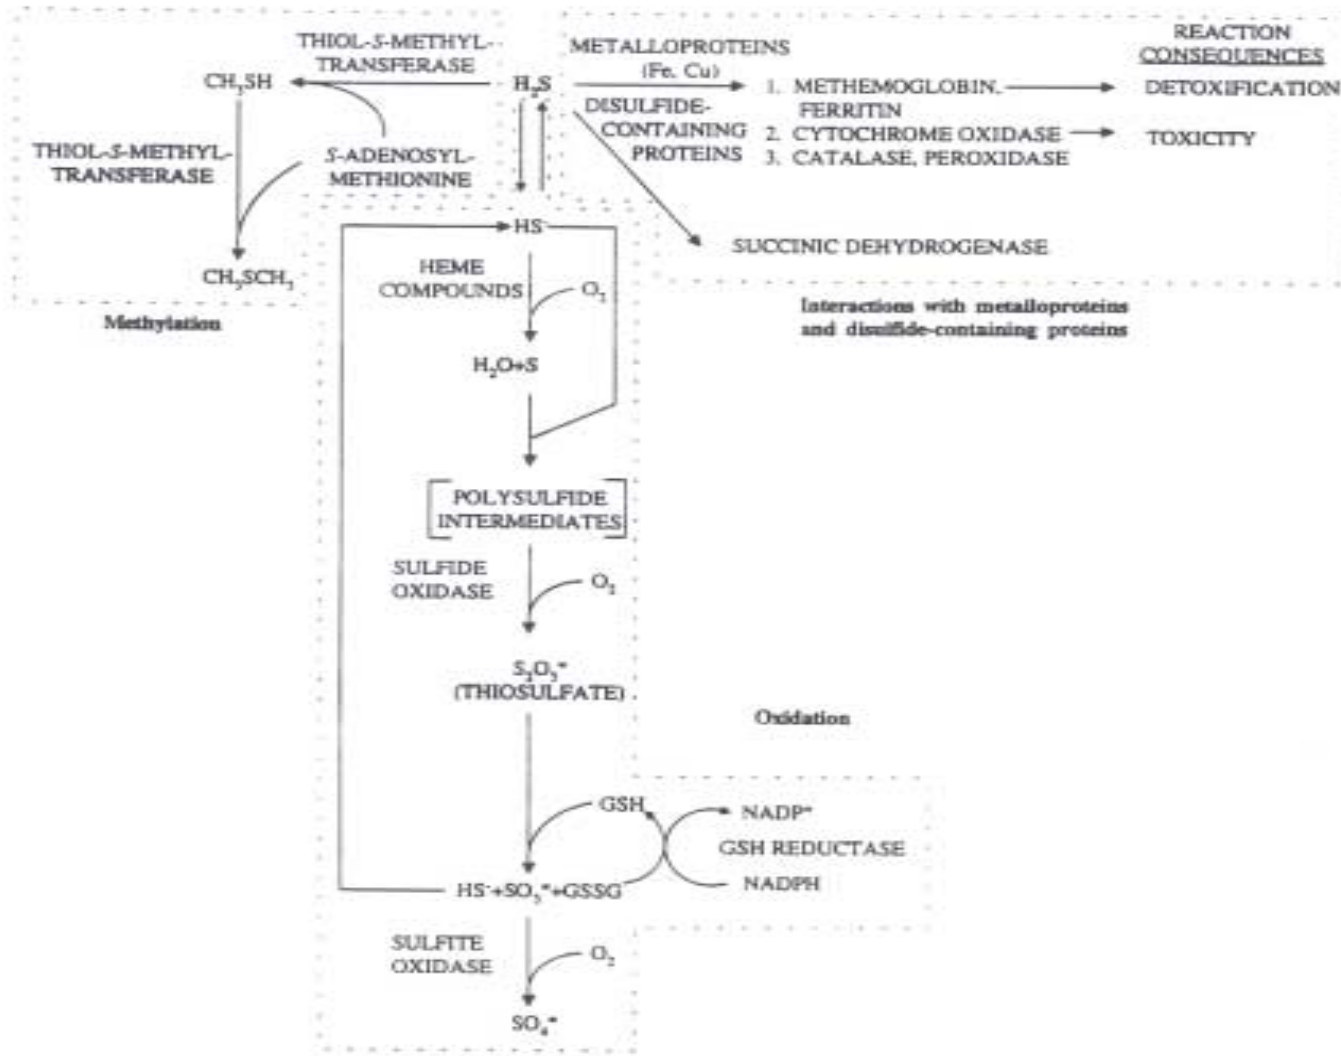 THIOL-S-METHYL-
TRANSFERASE
CH₃SH
H₂S
THIOL-S-METHYL-
TRANSFERASE
S-ADENOSYL-
METHIONINE
CH₃SCH₃
Methylation
METALLOPROTEINS
(Fe, Cu)
DISULFIDE-
CONTAINING
PROTEINS
1. METHEMOGLOBIN,
FERRITIN
2. CYTOCHROME OXIDASE
3. CATALASE, PEROXIDASE
REACTION
CONSEQUENCES
DETOXIFICATION
TOXICITY
SUCCINIC DEHYDROGENASE
Interactions with metalloproteins
and disulfide-containing proteins
HS⁻
HEME
COMPOUNDS
O₂
H₂O+S
POLYSULFIDE
INTERMEDIATES
SULFIDE
OXIDASE
O₂
S₂O₃⁼
(THIOSULFATE)
Oxidation
GSH
NADP⁺
GSH REDUCTASE
NADPH
HS⁻+SO₃⁼+GSSG
SULFITE
OXIDASE
O₂
SO₄⁼